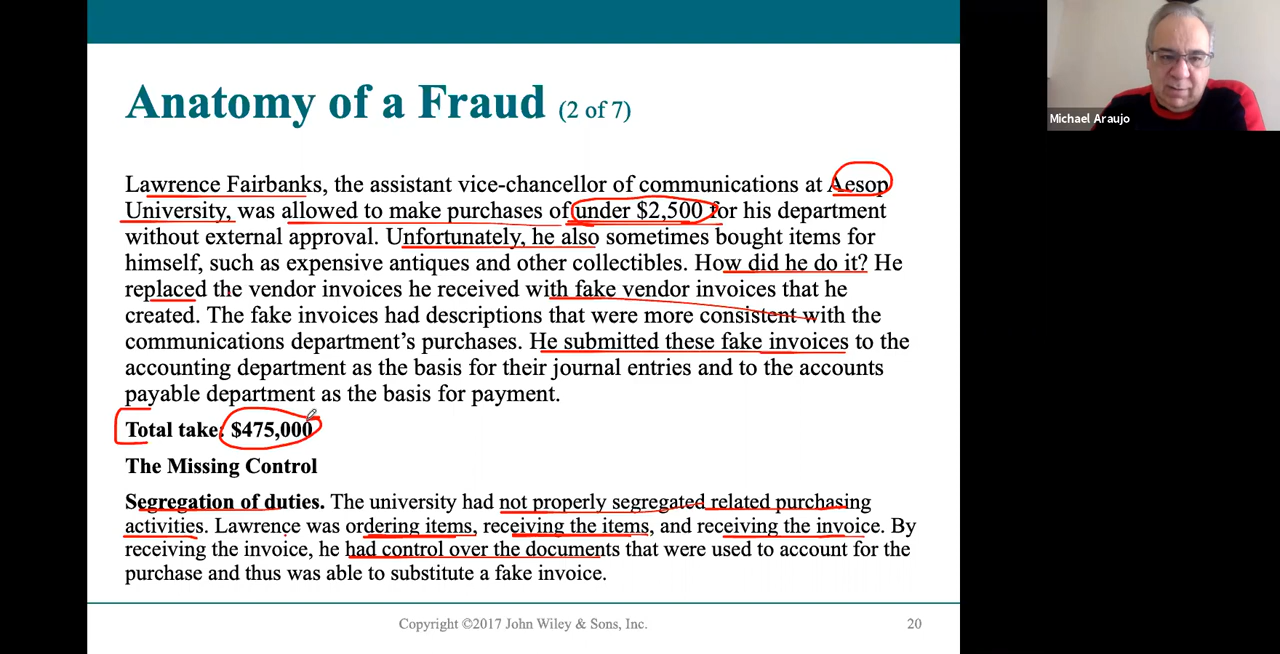 Anatomy of a Fraud (2 of 7)
Lawrence Fairbanks, the assistant vice-chancellor of communications at Aesop
University, was allowed to make purchases of under $2,500 for his department
without external approval. Unfortunately, he also sometimes bought items for
himself, such as expensive antiques and other collectibles. How did he do it? He
replaced the vendor invoices he received with fake vendor invoices that he
created. The fake invoices had descriptions that were more consistent with the
communications department’s purchases. He submitted these fake invoices to the
accounting department as the basis for their journal entries and to the accounts
payable department as the basis for payment.
Total take: $475,000
The Missing Control
Segregation of duties. The university had not properly segregated related purchasing
activities. Lawrence was ordering items, receiving the items, and receiving the invoice. By
receiving the invoice, he had control over the documents that were used to account for the
purchase and thus was able to substitute a fake invoice.
Copyright ©2017 John Wiley & Sons, Inc.
20
Michael Araujo